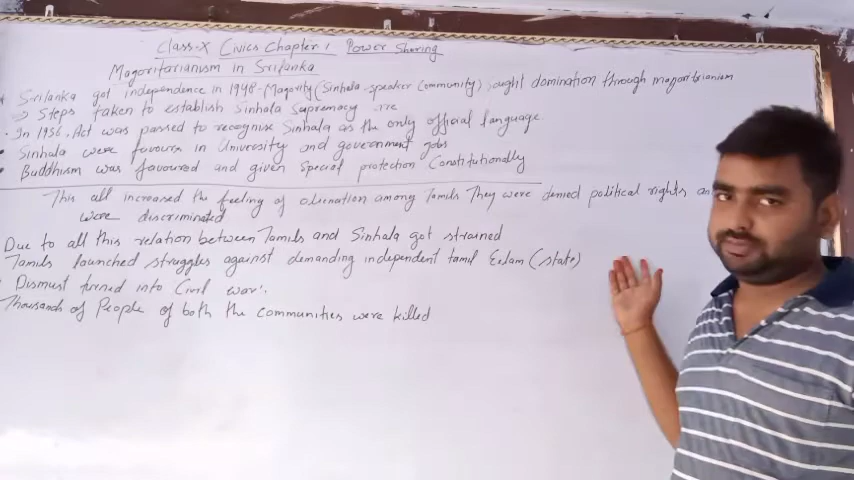 Class-X Civics Chapter 1 Power Sharing
Magoritarianism in Srilanka
Srilanka got independence in 1948-Magority (Sinhala-speaker Community) sought domination through magoritarianism
⇒ Steps taken to establish Sinhala Supremacy
· In 1956, Act was passed to recognise Sinhala as the only official language
• Sinhala were favours in University and government gobs
• Buddhism was favoured and given special protection Constitutionally
This all increased the feeling of alienation among Tamils They were denied political rights
were discriminated
Due to all this relation between Tamils and Sinhala got strained
Tamils launched struggles against demanding independent tamil Eelam (state)
Dismust turned into Civil war.
Thousands of People of both the communities were killed